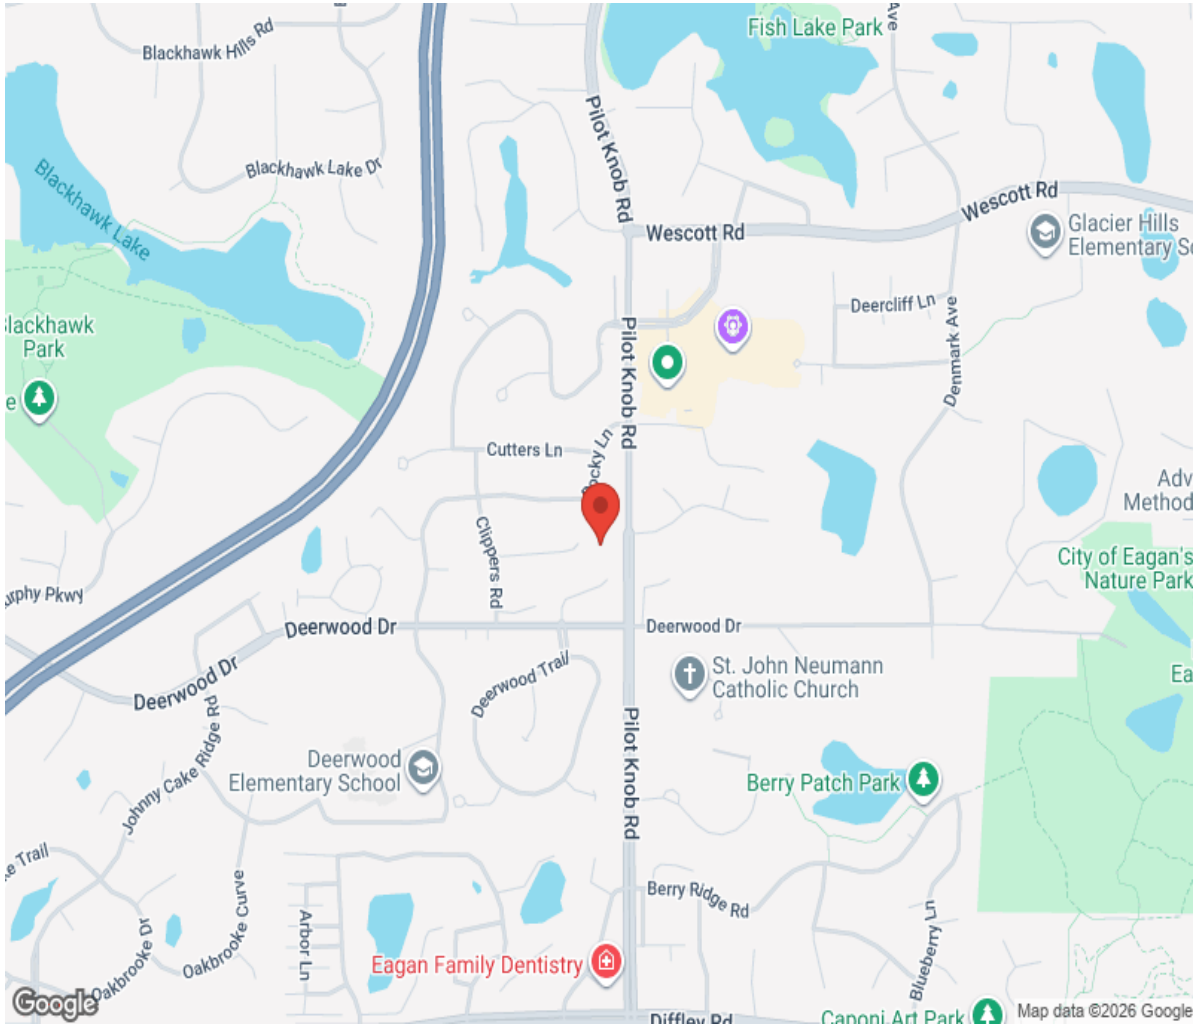 Fish Lake Park
Ave
Blackhawk Hills Rd
Pilot Knob Rd
Blackhawk Lake Dr
Blackhawk Lake
Wescott Rd
Wescott Rd
Glacier Hills
Elementary Sc
Deercliff Ln
Denmark Ave
Blackhawk
Park
e
Pilot Knob Rd
Cutters Ln
Rocky Ln
Adv
Method
Clippers Rd
City of Eagan's
Nature Park
urphy Pkwy
Deerwood Dr
Deerwood Dr
Deerwood Dr
St. John Neumann
Catholic Church
Ea
Deerwood Trail
Johnny Cake Ridge Rd
Pilot Knob Rd
Deerwood
Elementary School
Berry Patch Park
ke Trail
Berry Ridge Rd
Oakbrooke Curve
Arbor Ln
Blueberry Ln
Oakbrooke Dr
Eagan Family Dentistry
Google
Diffley Rd
Caponi Art Park
Map data ©2026 Google